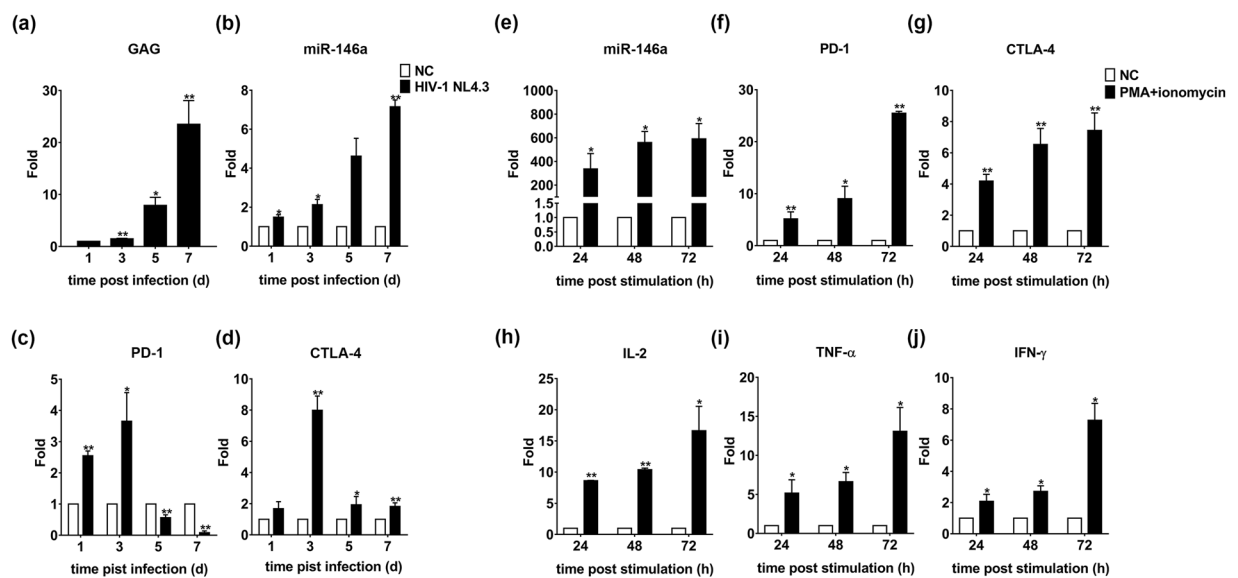 (a)
GAG
Fold
30
20
10
0
1 3 5 7
** * **
time post infection (d)
(b)
miR-146a
NC
HIV-1 NL4.3
Fold
8
6
4
2
0
* * **
1 3 5 7
time post infection (d)
(c)
PD-1
Fold
5
4
3
2
1
0
** * ** **
1 3 5 7
time pist infection (d)
(d)
CTLA-4
Fold
10
8
6
4
2
0
** * **
1 3 5 7
time post infection (d)
(e)
miR-146a
Fold
1000
800
600
400
200
1.5
1.0
0.5
0.0
* * *
24 48 72
time post stimulation (h)
(f)
PD-1
Fold
30
20
10
0
** * **
24 48 72
time post stimulation (h)
(g)
CTLA-4
NC
PMA+ionomycin
Fold
10
8
6
4
2
0
** ** **
24 48 72
time post stimulation (h)
(h)
IL-2
Fold
25
20
15
10
5
0
** ** *
24 48 72
time post stimulation (h)
(i)
TNF-α
Fold
20
15
10
5
0
* * *
24 48 72
time post stimulation (h)
(j)
IFN-γ
Fold
10
8
6
4
2
0
* * *
24 48 72
time post stimulation (h)